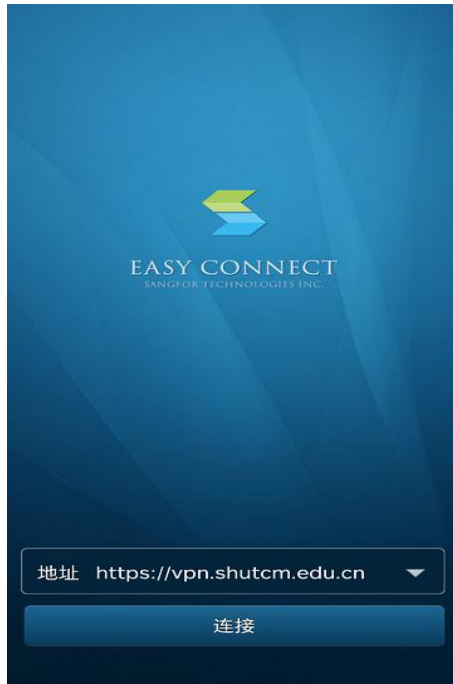 EASY CONNECT
SANGFOR TECHNOLOGIES INC.
地址 https://vpn.shutcm.edu.cn
连接